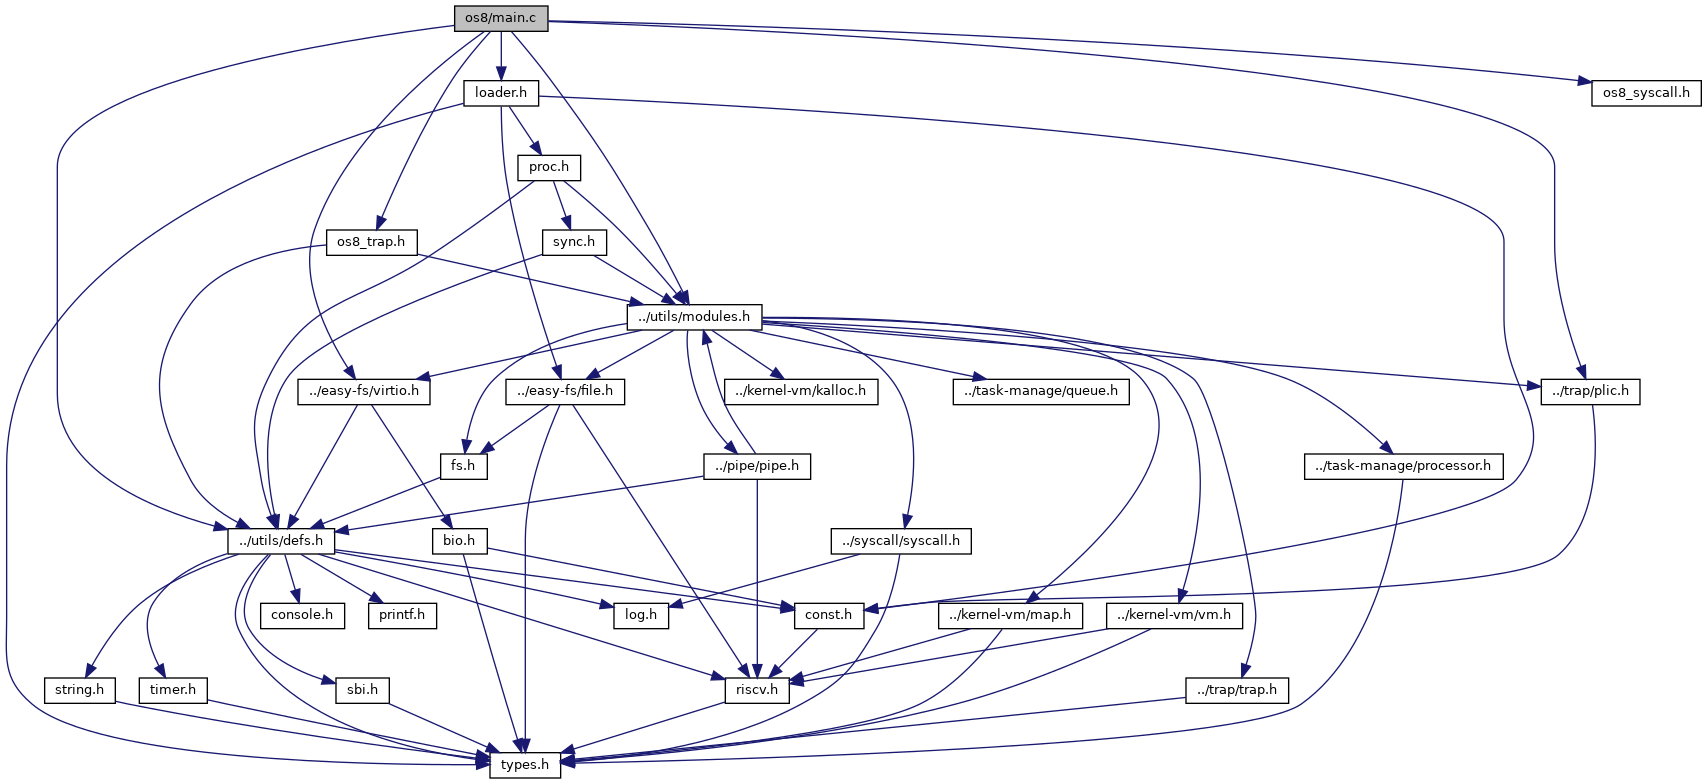 os8/main.c
loader.h
os8_syscall.h
proc.h
os8_trap.h
sync.h
../utils/modules.h
../easy-fs/virtio.h
../easy-fs/file.h
../kernel-vm/kalloc.h
../task-manage/queue.h
../trap/plic.h
fs.h
../pipe/pipe.h
../task-manage/processor.h
../utils/defs.h
bio.h
../syscall/syscall.h
console.h
printf.h
log.h
const.h
../kernel-vm/map.h
../kernel-vm/vm.h
string.h
timer.h
sbi.h
riscv.h
../trap/trap.h
types.h